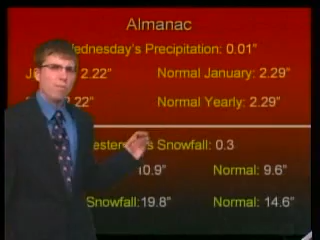 Almanac
Wednesday's Precipitation: 0.01"
2.22" Normal January: 2.29"
2.22" Normal Yearly: 2.29"
Yesterday's Snowfall: 0.3
10.9" Normal: 9.6"
Snowfall:19.8" Normal: 14.6"